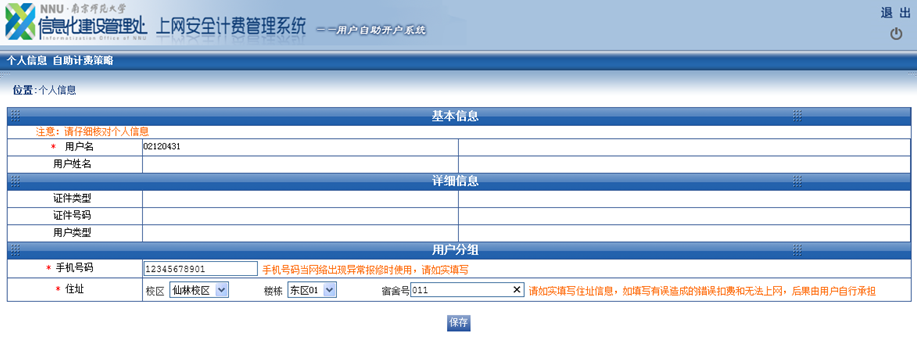 NNU·南京师范大学
信息化建设管理处 上网安全计费管理系统 ——用户自助开户系统
Informatization Office of NNU
退 出
个人信息 自助计费策略
位置:个人信息
基本信息
注意: 请仔细核对个人信息
* 用户名 02120431
用户姓名
详细信息
证件类型
证件号码
用户类型
用户分组
* 手机号码 12345678901 手机号码当网络出现异常报修时使用, 请如实填写
* 住址 校区 仙林校区 楼栋 东区01 宿舍号 011 请如实填写住址信息, 如填写有误造成的错误扣费和无法上网, 后果由用户自行承担
保存